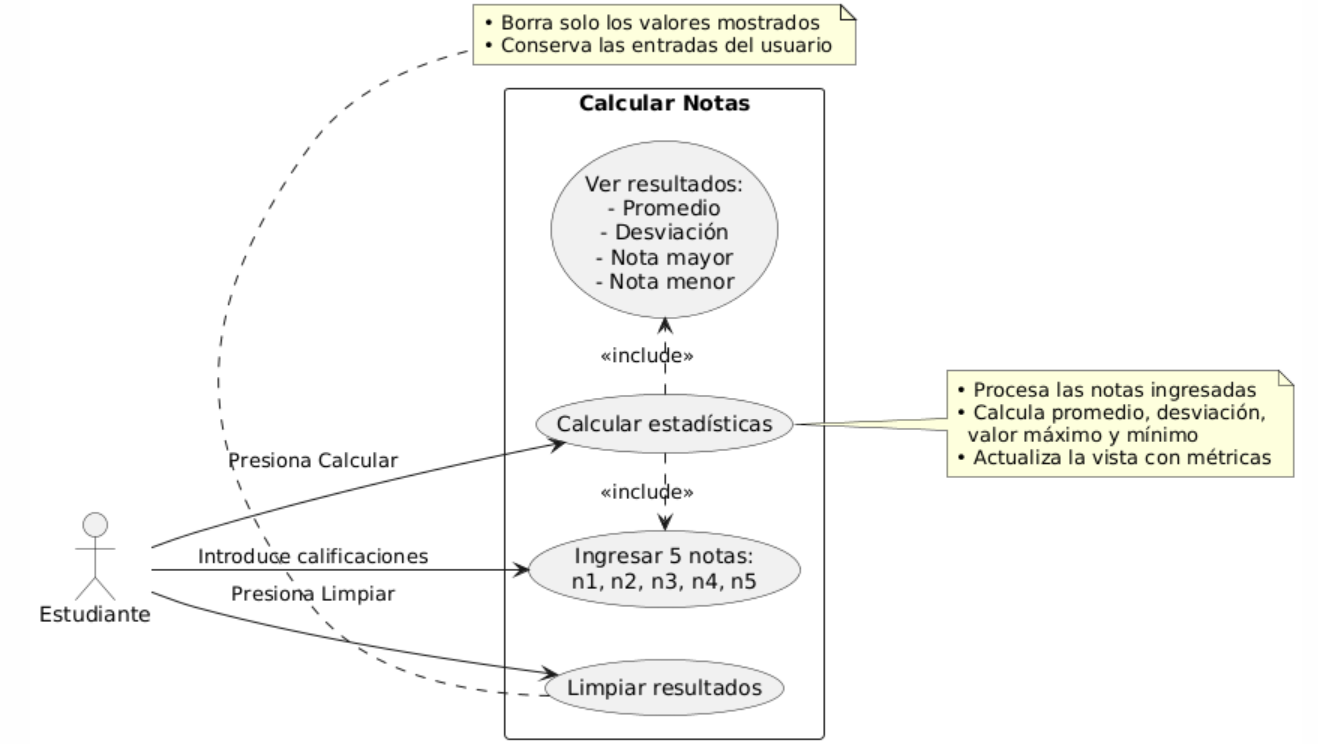 • Borra solo los valores mostrados
• Conserva las entradas del usuario
Calcular Notas
Ver resultados:
- Promedio
- Desviación
- Nota mayor
- Nota menor
«include»
Calcular estadísticas
• Procesa las notas ingresadas
• Calcula promedio, desviación,
valor máximo y mínimo
• Actualiza la vista con métricas
Presiona Calcular
«include»
Introduce calificaciones
Ingresar 5 notas:
n1, n2, n3, n4, n5
Presiona Limpiar
Estudiante
Limpiar resultados